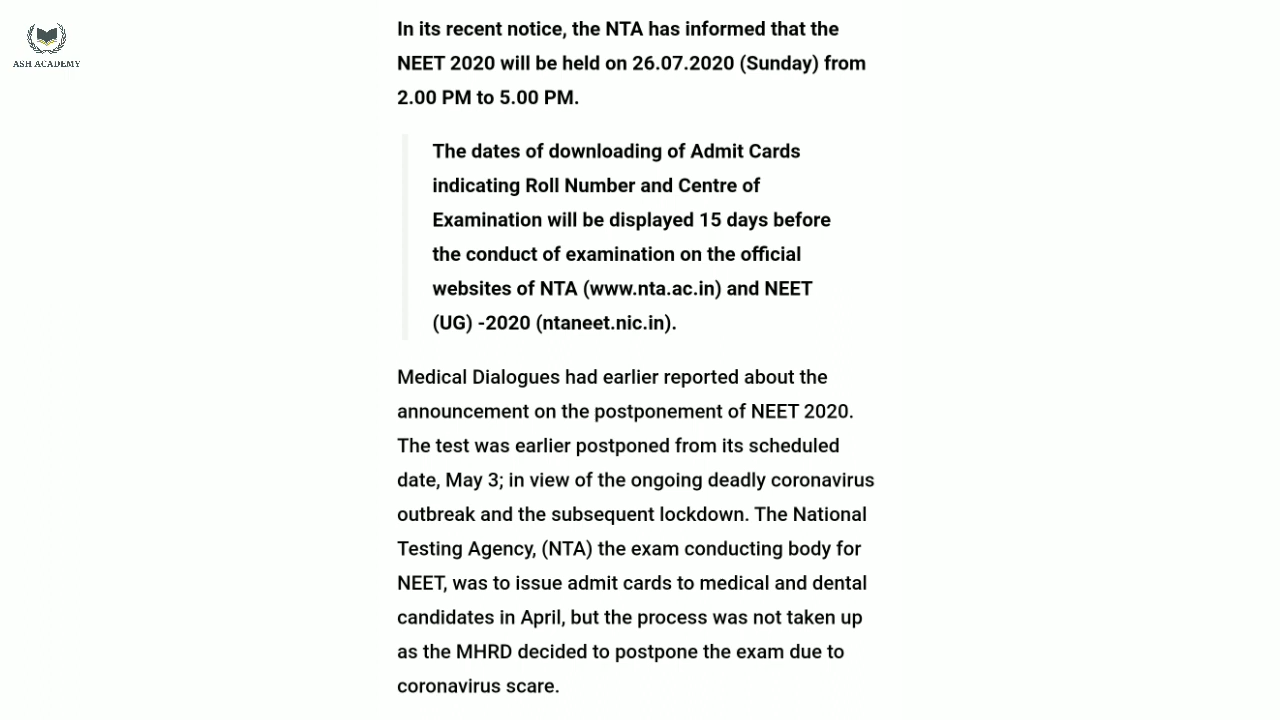 ASH ACADEMY
In its recent notice, the NTA has informed that the
NEET 2020 will be held on 26.07.2020 (Sunday) from
2.00 PM to 5.00 PM.
The dates of downloading of Admit Cards
indicating Roll Number and Centre of
Examination will be displayed 15 days before
the conduct of examination on the official
websites of NTA (www.nta.ac.in) and NEET
(UG) -2020 (ntaneet.nic.in).
Medical Dialogues had earlier reported about the
announcement on the postponement of NEET 2020.
The test was earlier postponed from its scheduled
date, May 3; in view of the ongoing deadly coronavirus
outbreak and the subsequent lockdown. The National
Testing Agency, (NTA) the exam conducting body for
NEET, was to issue admit cards to medical and dental
candidates in April, but the process was not taken up
as the MHRD decided to postpone the exam due to
coronavirus scare.